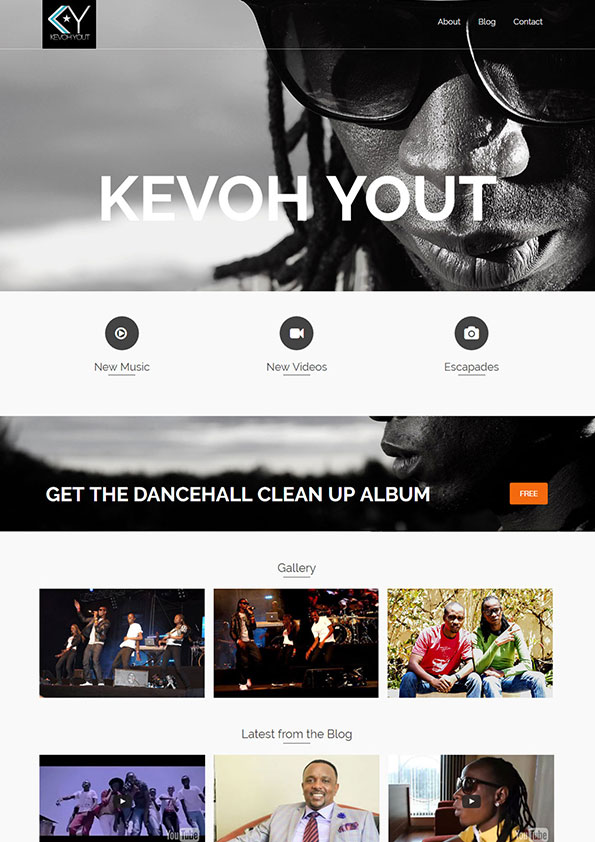 KEVOH YOUT
About Blog Contact
KEVOH YOUT
New Music
New Videos
Escapades
GET THE DANCEHALL CLEAN UP ALBUM
FREE
Gallery
Latest from the Blog
YouTube
YouTube